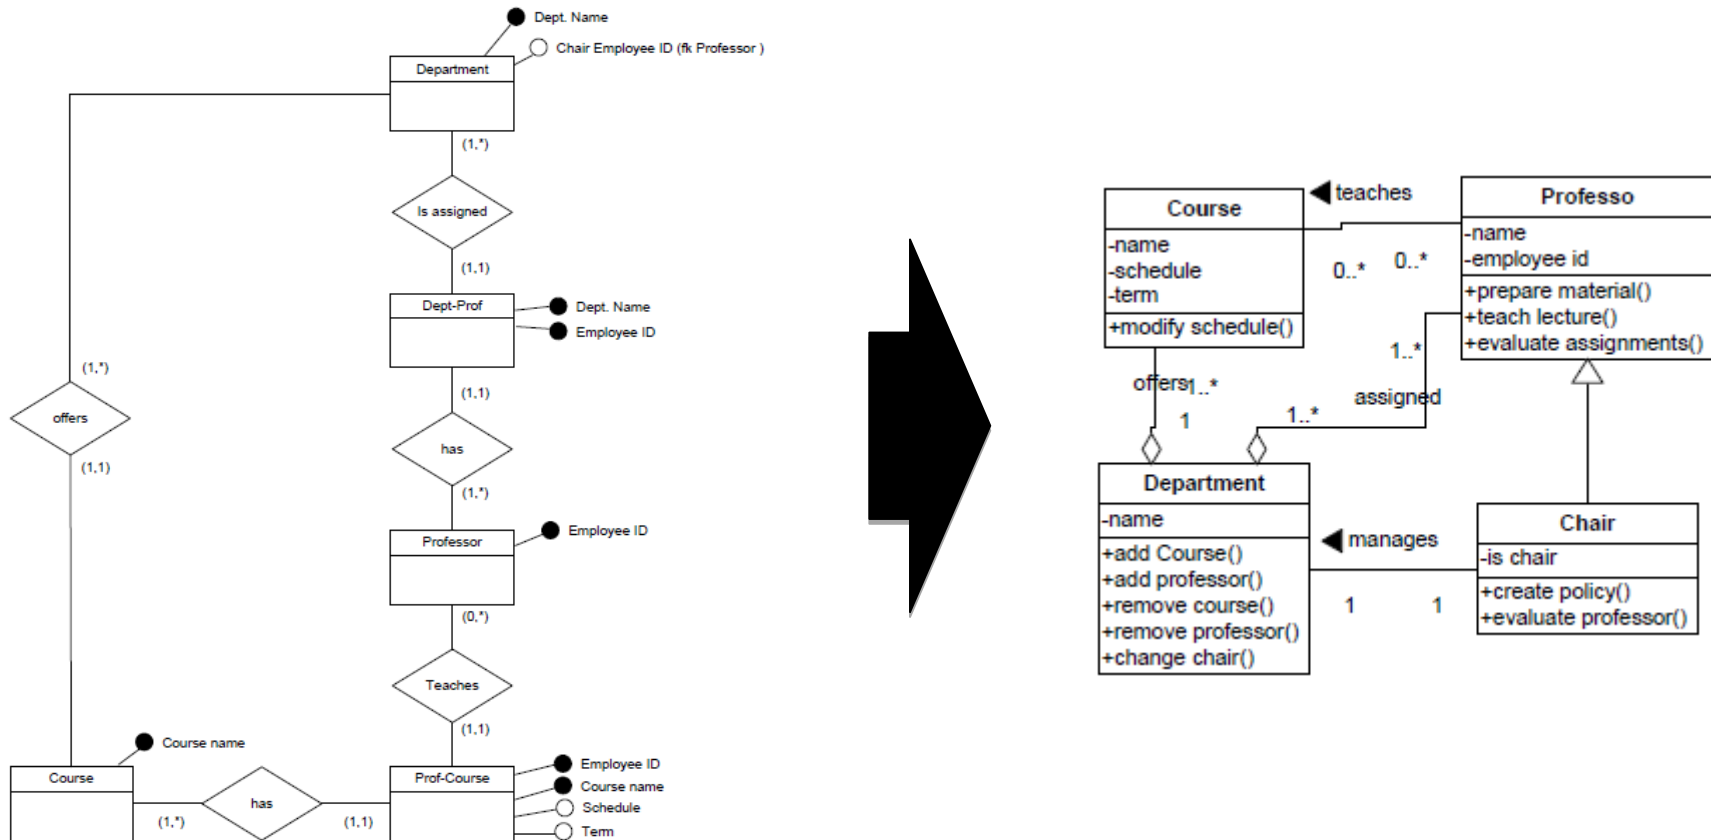 Dept. Name
Chair Employee ID (fk Professor )
Department
(1,*)
Is assigned
(1,1)
Dept-Prof
Dept. Name
Employee ID
(1,*)
offers
(1,1)
(1,1)
has
(1,*)
Professor
Employee ID
(0,*)
Teaches
(1,1)
Course name
Course
(1,*)
has
(1,1)
Prof-Course
Employee ID
Course name
Schedule
Term
Course
-name
-schedule
-term
+modify schedule()
teaches
0..*
0..*
Professo
-name
-employee id
+prepare material()
+teach lecture()
+evaluate assignments()
offers
1..*
1
1..*
assigned
1..*
Department
-name
+add Course()
+add professor()
+remove course()
+remove professor()
+change chair()
manages
1
1
Chair
-is chair
+create policy()
+evaluate professor()